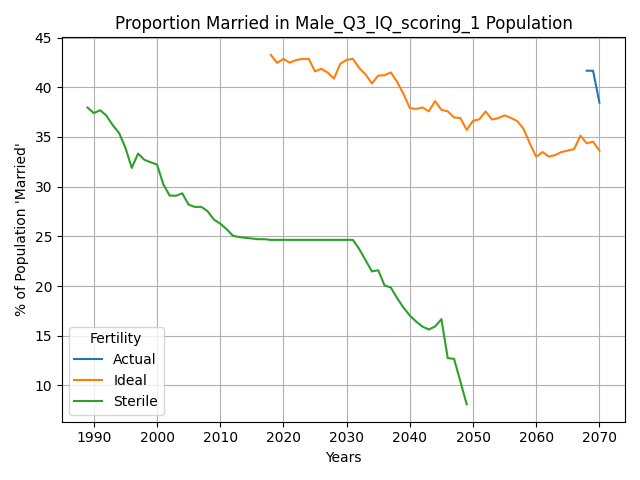 Proportion Married in Male_Q3_IQ_scoring_1 Population
% of Population 'Married'
45
40
35
30
25
20
15
10
Fertility
Actual
Ideal
Sterile
1990 2000 2010 2020 2030 2040 2050 2060 2070
Years